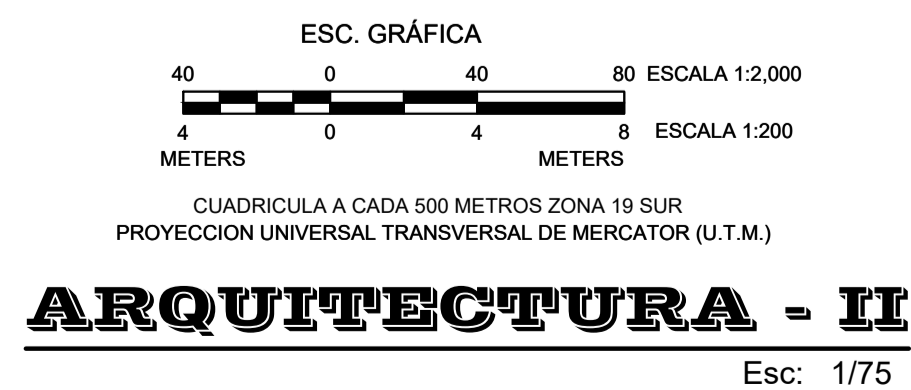 ESC. GRÁFICA
40 0 40 80 ESCALA 1:2,000
4 0 4 8 ESCALA 1:200
METERS METERS
CUADRICULA A CADA 500 METROS ZONA 19 SUR
PROYECCION UNIVERSAL TRANSVERSAL DE MERCATOR (U.T.M.)
ARQUITECTURA - II
Esc: 1/75